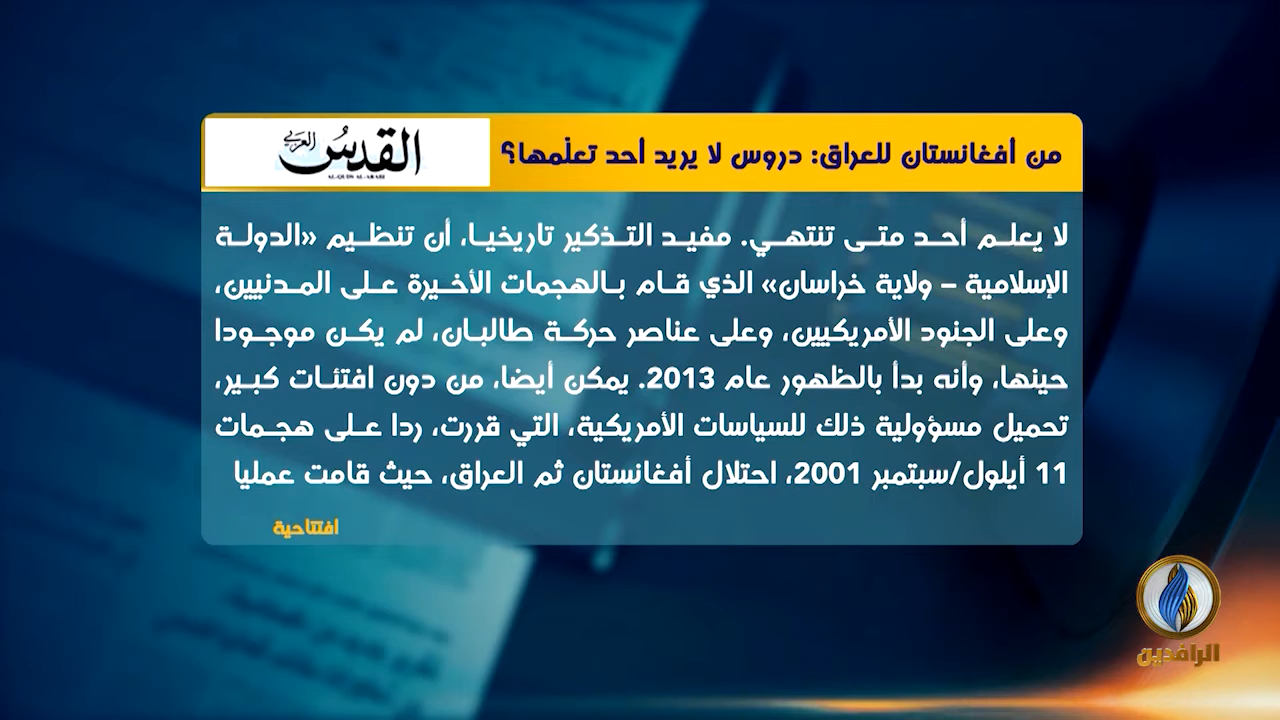 من أفغانستان للعراق: دروس لا يريد أحد تعلّمها؟
القدس العربي
AL-QUDS AL-ARABI
لا يعلم أحد متى تنتهي. مفيد التذكير تاريخيا، أن تنظيم «الدولة
الإسلامية – ولاية خراسان» الذي قام بالهجمات الأخيرة على المدنيين،
وعلى الجنود الأمريكيين، وعلى عناصر حركة طالبان، لم يكن موجودا
حينها، وأنه بدأ بالظهور عام 2013. يمكن أيضا، من دون افتئات كبير،
تحميل مسؤولية ذلك للسياسات الأمريكية، التي قررت، ردا على هجمات
11 أيلول/سبتمبر 2001، احتلال أفغانستان ثم العراق، حيث قامت عمليا
افتتاحية
الرافدين